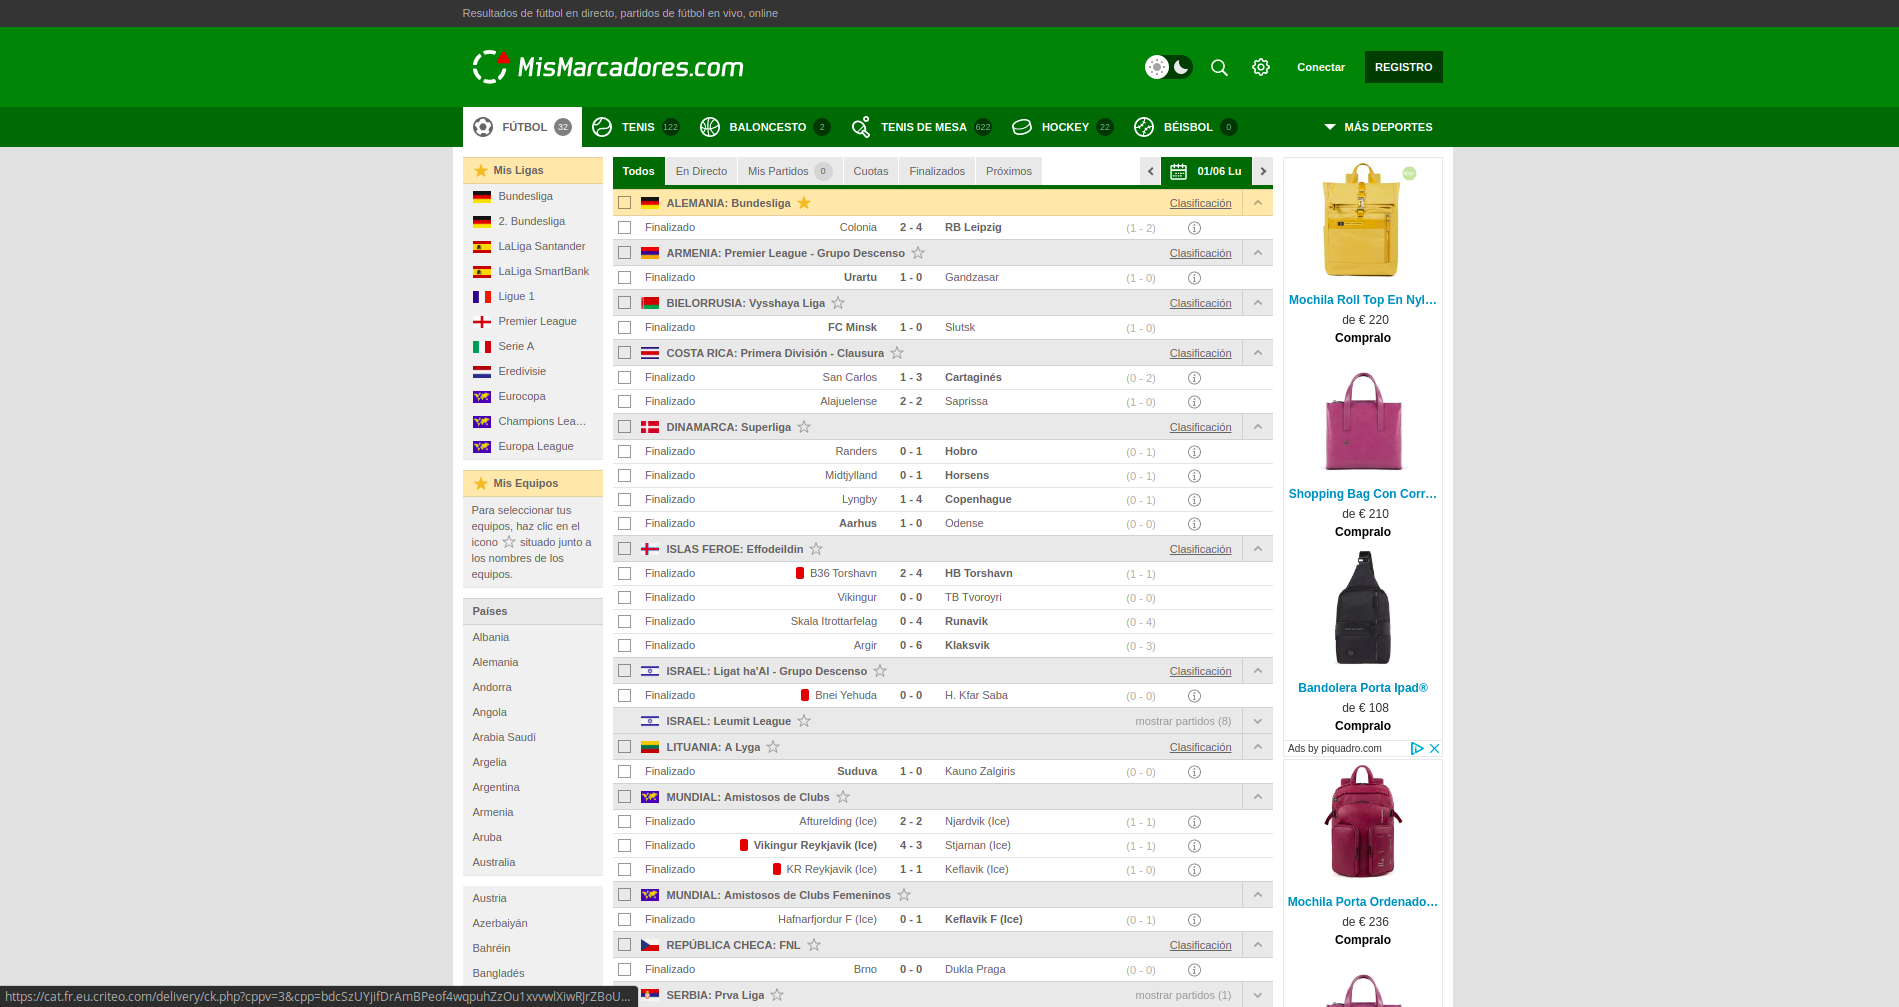 Resultados de fútbol en directo, partidos de fútbol en vivo, online
MisMarcadores.com
Conectar REGISTRO
FÚTBOL 32 TENIS 122 BALONCESTO 2 TENIS DE MESA 622 HOCKEY 22 BÉISBOL 0 MÁS DEPORTES
Mis Ligas
Bundesliga
2. Bundesliga
LaLiga Santander
LaLiga SmartBank
Ligue 1
Premier League
Serie A
Eredivisie
Eurocopa
Champions Lea…
Europa League
Mis Equipos
Para seleccionar tus
equipos, haz clic en el
icono situado junto a
los nombres de los
equipos.
Países
Albania
Alemania
Andorra
Angola
Arabia Saudí
Argelia
Argentina
Armenia
Aruba
Australia
Austria
Azerbaiyán
Bahréin
Bangladés
Todos En Directo Mis Partidos 0 Cuotas Finalizados Próximos 01/06 Lu
ALEMANIA: Bundesliga Clasificación
Finalizado Colonia 2 - 4 RB Leipzig (1 - 2)
ARMENIA: Premier League - Grupo Descenso Clasificación
Finalizado Urartu 1 - 0 Gandzasar (1 - 0)
BIELORRUSIA: Vysshaya Liga Clasificación
Finalizado FC Minsk 1 - 0 Slutsk (1 - 0)
COSTA RICA: Primera División - Clausura Clasificación
Finalizado San Carlos 1 - 3 Cartaginés (0 - 2)
Finalizado Alajuelense 2 - 2 Saprissa (1 - 0)
DINAMARCA: Superliga Clasificación
Finalizado Randers 0 - 1 Hobro (0 - 1)
Finalizado Midtjylland 0 - 1 Horsens (0 - 1)
Finalizado Lyngby 1 - 4 Copenhague (0 - 1)
Finalizado Aarhus 1 - 0 Odense (0 - 0)
ISLAS FEROE: Effodeildin Clasificación
Finalizado B36 Torshavn 2 - 4 HB Torshavn (1 - 1)
Finalizado Vikingur 0 - 0 TB Tvoroyri (0 - 0)
Finalizado Skala Itrottarfelag 0 - 4 Runavik (0 - 4)
Finalizado Argir 0 - 6 Klaksvik (0 - 3)
ISRAEL: Ligat ha'Al - Grupo Descenso Clasificación
Finalizado Bnei Yehuda 0 - 0 H. Kfar Saba (0 - 0)
ISRAEL: Leumit League mostrar partidos (8)
LITUANIA: A Lyga Clasificación
Finalizado Suduva 1 - 0 Kauno Zalgiris (0 - 0)
MUNDIAL: Amistosos de Clubs
Finalizado Afturelding (Ice) 2 - 2 Njardvik (Ice) (1 - 1)
Finalizado Vikingur Reykjavik (Ice) 4 - 3 Stjarnan (Ice) (1 - 1)
Finalizado KR Reykjavik (Ice) 1 - 1 Keflavik (Ice) (1 - 0)
MUNDIAL: Amistosos de Clubs Femeninos
Finalizado Hafnarfjordur F (Ice) 0 - 1 Keflavik F (Ice) (0 - 1)
REPÚBLICA CHECA: FNL Clasificación
Finalizado Brno 0 - 0 Dukla Praga (0 - 0)
SERBIA: Prva Liga mostrar partidos (1)
Mochila Roll Top En Nyl…
de € 220
Compralo
Shopping Bag Con Corr…
de € 210
Compralo
Bandolera Porta Ipad®
de € 108
Compralo
Ads by piquadro.com
Mochila Porta Ordenado…
de € 236
Compralo
https://cat.fr.eu.criteo.com/delivery/ck.php?cppv=3&cpp=bdcSzUYjifDrAmBPeof4wqpuhZzOu1xvvwlXiwRJrZBoU…